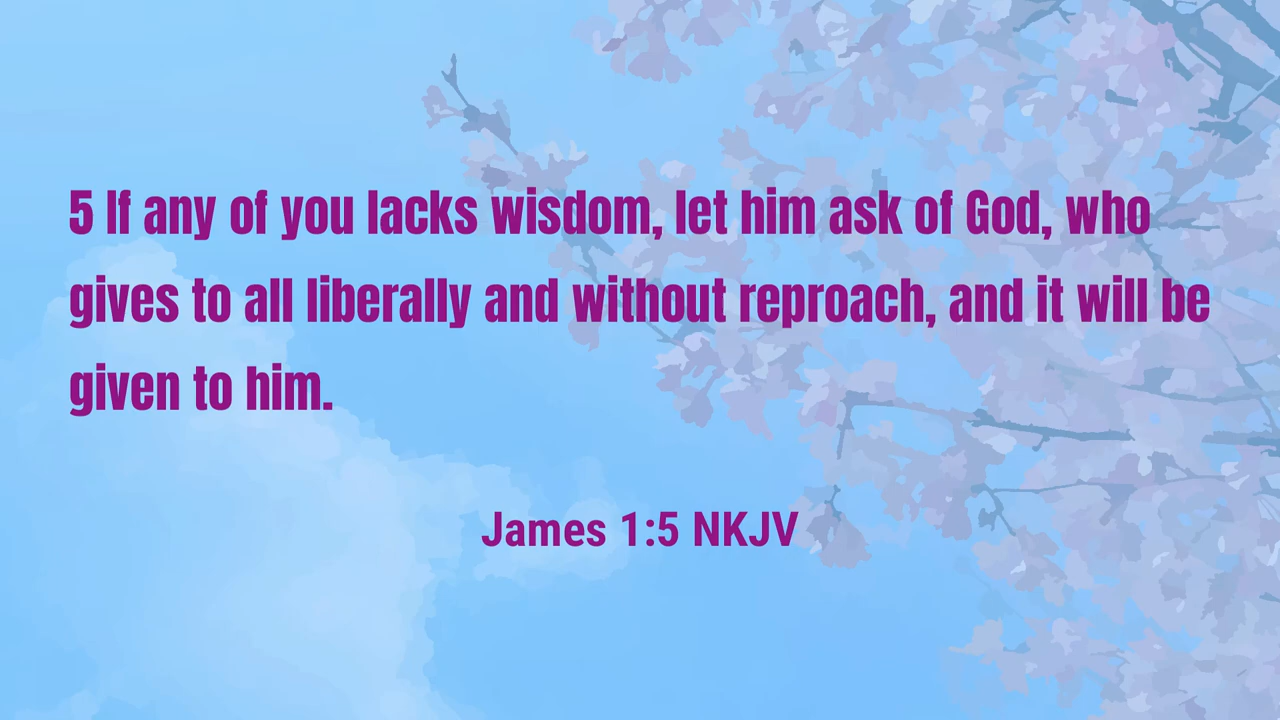 5 If any of you lacks wisdom, let him ask of God, who
gives to all liberally and without reproach, and it will be
given to him.
James 1:5 NKJV